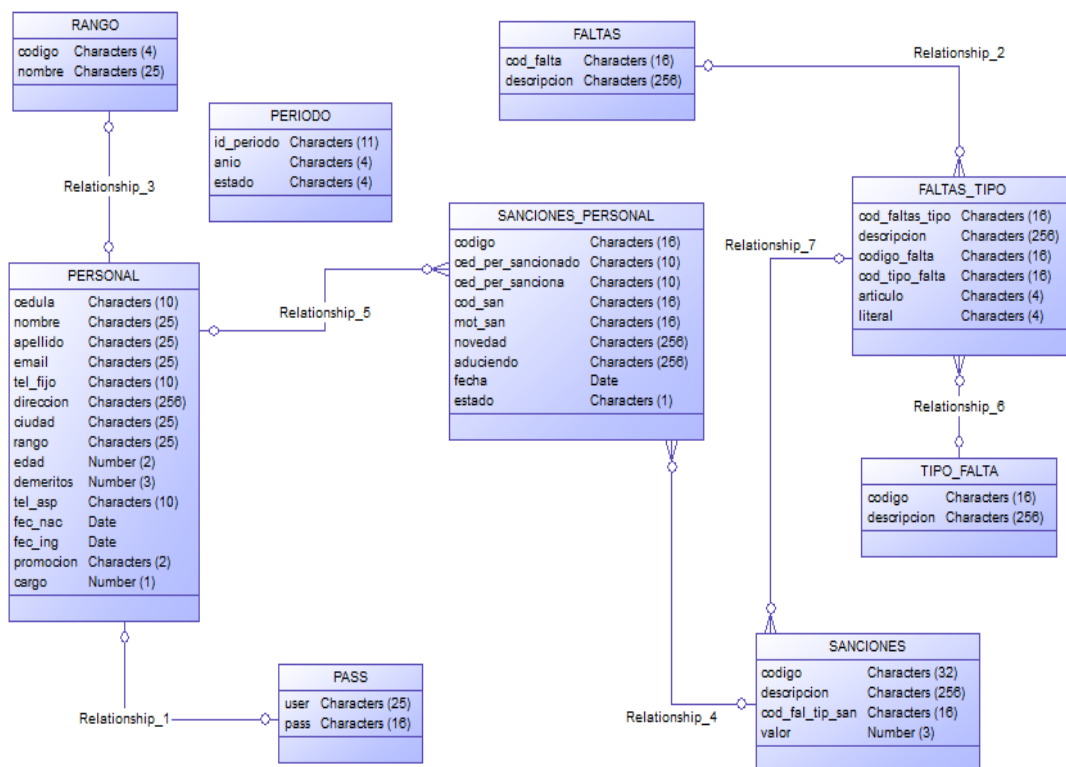 RANGO
codigo Characters (4)
nombre Characters (25)
FALTAS
cod_falta Characters (16)
descripcion Characters (256)
Relationship_2
PERIODO
id_periodo Characters (11)
anio Characters (4)
estado Characters (4)
Relationship_3
FALTAS_TIPO
cod_faltas_tipo Characters (16)
descripcion Characters (256)
codigo_falta Characters (16)
cod_tipo_falta Characters (16)
articulo Characters (4)
literal Characters (4)
SANCIONES_PERSONAL
codigo Characters (16)
ced_per_sancionado Characters (10)
ced_per_sanciona Characters (10)
cod_san Characters (16)
mot_san Characters (16)
novedad Characters (256)
aduciendo Characters (256)
fecha Date
estado Characters (1)
Relationship_7
PERSONAL
cedula Characters (10)
nombre Characters (25)
apellido Characters (25)
email Characters (25)
tel_fijo Characters (10)
direccion Characters (256)
ciudad Characters (25)
rango Characters (25)
edad Number (2)
demeritos Number (3)
tel_asp Characters (10)
fec_nac Date
fec_ing Date
promocion Characters (2)
cargo Number (1)
Relationship_5
Relationship_6
TIPO_FALTA
codigo Characters (16)
descripcion Characters (256)
SANCIONES
codigo Characters (32)
descripcion Characters (256)
cod_fal_tip_san Characters (16)
valor Number (3)
PASS
user Characters (25)
pass Characters (16)
Relationship_1
Relationship_4